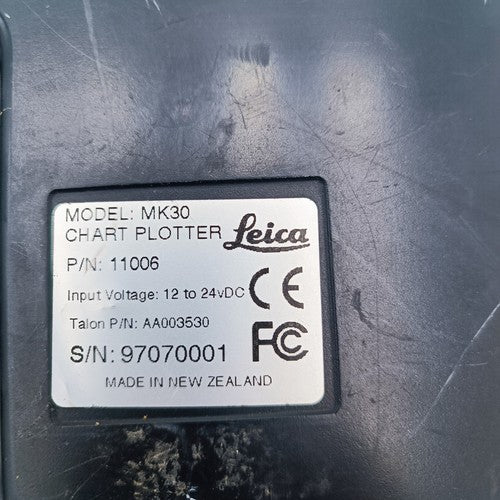 MODEL: MK30
CHART PLOTTER Leica
P/N: 11006
Input Voltage: 12 to 24vDC CE
Talon P/N: AA003530
S/N: 97070001 FC
MADE IN NEW ZEALAND